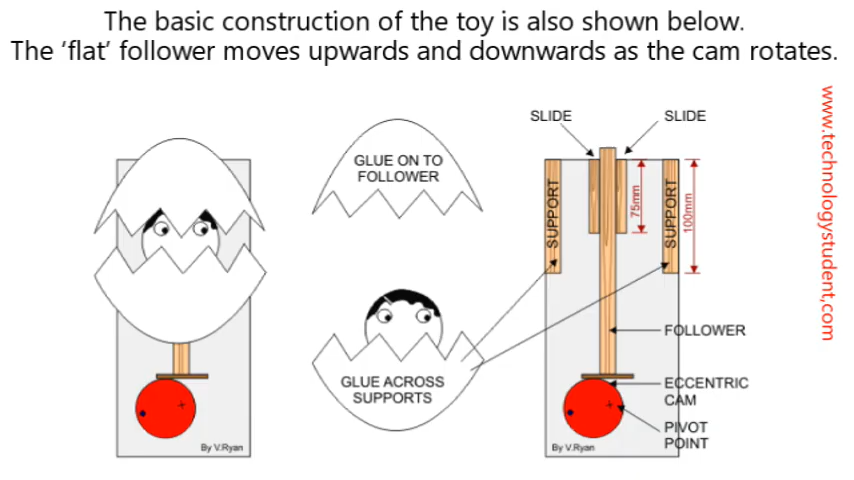 The basic construction of the toy is also shown below.
The ‘flat’ follower moves upwards and downwards as the cam rotates.
www.technologystudent,com
GLUE ON TO
FOLLOWER
GLUE ACROSS
SUPPORTS
By V.Ryan
SLIDE
SLIDE
SUPPORT
75mm
SUPPORT
100mm
FOLLOWER
ECCENTRIC
CAM
PIVOT
POINT
By V.Ryan